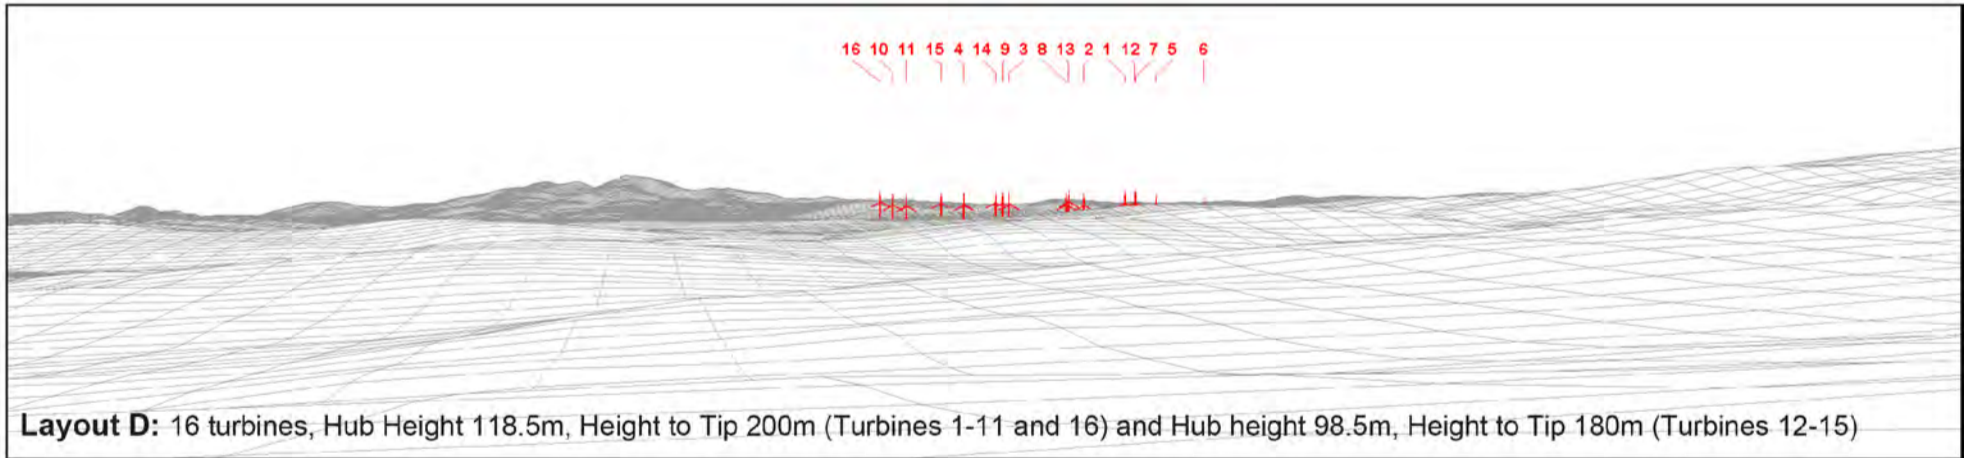 16 10 11 15 4 14 9 3 8 13 2 1 12 7 5 6
Layout D: 16 turbines, Hub Height 118.5m, Height to Tip 200m (Turbines 1-11 and 16) and Hub height 98.5m, Height to Tip 180m (Turbines 12-15)